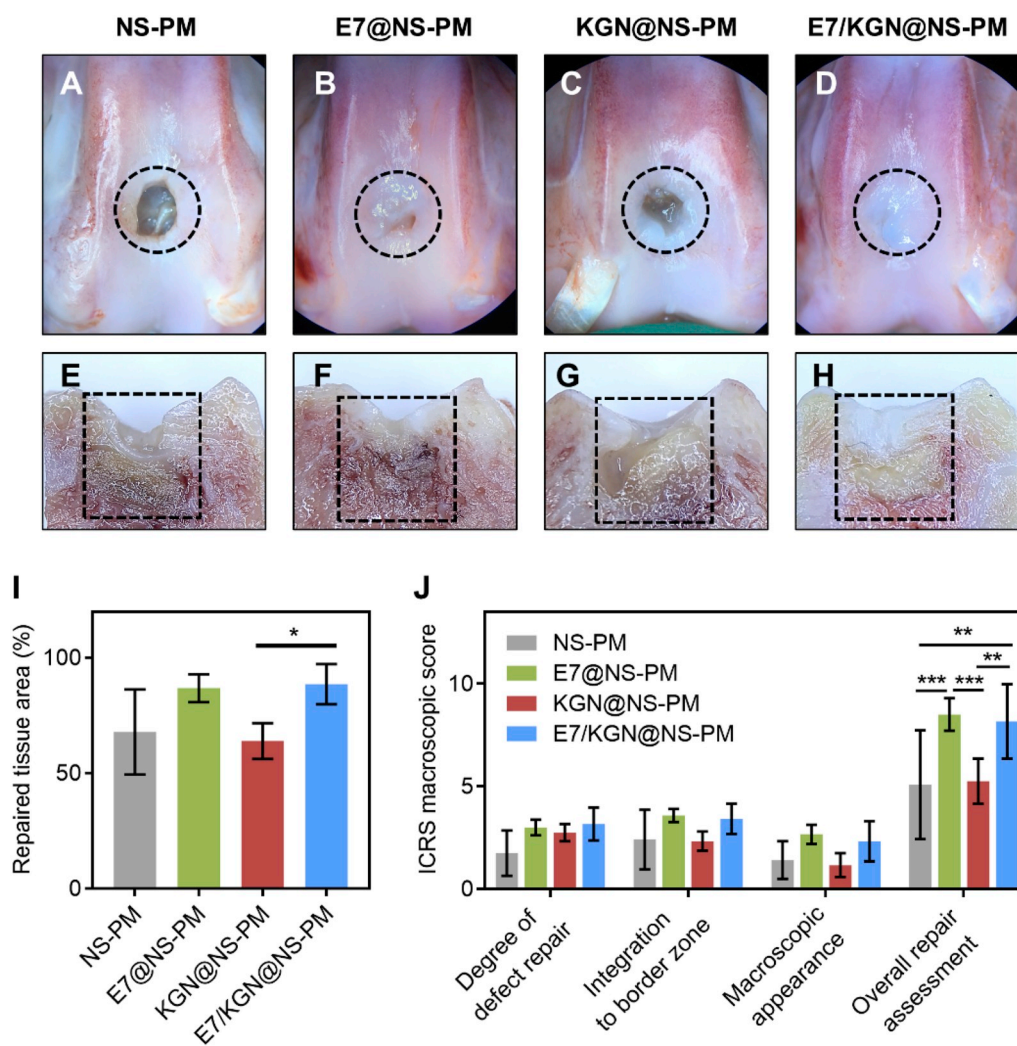 NS-PM
E7@NS-PM
KGN@NS-PM
E7/KGN@NS-PM
A
B
C
D
E
F
G
H
I
Repaired tissue area (%)
100
50
0
*
NS-PM
E7@NS-PM
KGN@NS-PM
E7/KGN@NS-PM
J
ICRS macroscopic score
10
5
0
NS-PM
E7@NS-PM
KGN@NS-PM
E7/KGN@NS-PM
**
**
***
***
Degree of
defect repair
Integration
to border zone
Macroscopic
appearance
Overall repair
assessment